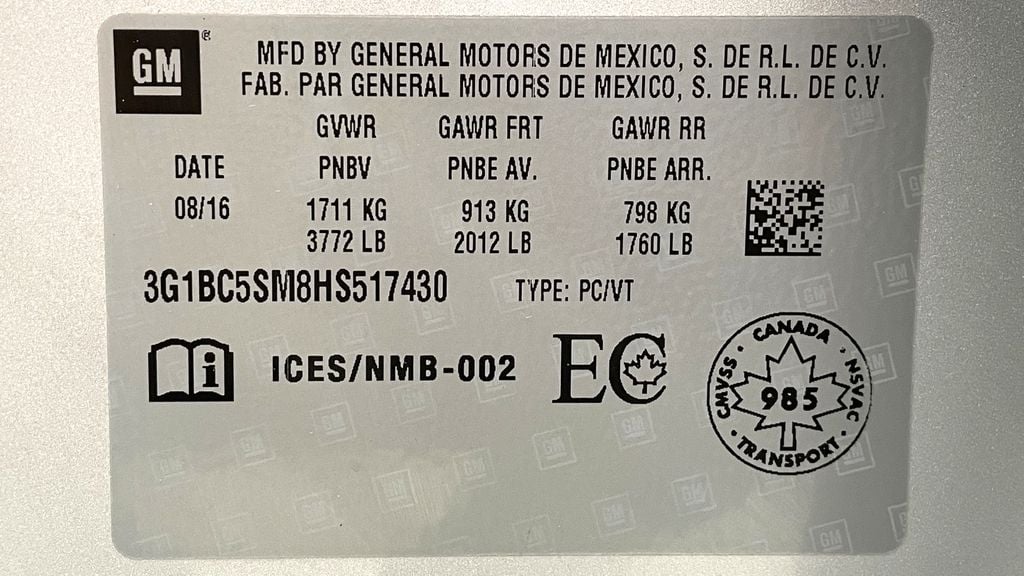 GM®
MFD BY GENERAL MOTORS DE MEXICO, S. DE R.L. DE C.V.
FAB. PAR GENERAL MOTORS DE MEXICO, S. DE R.L. DE C.V.
GVWR GAWR FRT GAWR RR
DATE PNBV PNBE AV. PNBE ARR.
08/16 1711 KG 913 KG 798 KG
3772 LB 2012 LB 1760 LB
3G1BC5SM8HS517430 TYPE: PC/VT
i ICES/NMB-002 EC
CANADA
CMVSS 985 NSVAC
TRANSPORT